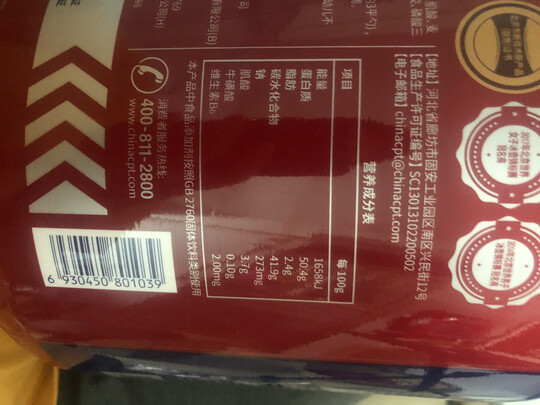 【地址】河北省廊坊市固安工业园区南区兴民街12号
【食品生产许可证编号】SC10613102200502
【电子邮箱】chinacpt@chinacpt.com
营养成分表
项目 每100g
能量 1658kJ
蛋白质 50.4g
脂肪 2.4g
碳水化合物 41.9g
钠 273mg
肌酸 3.7g
牛磺酸 0.10g
维生素B₆ 2.00mg
本产品中食品添加剂按照GB 2760固体饮料类别使用
消费者服务热线:
400-811-2800
www.chinacpt.com
6 930450 801039